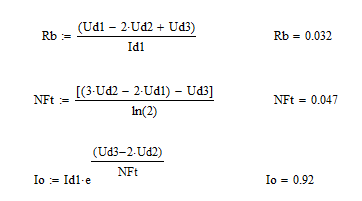 Rb := (Ud1 − 2·Ud2 + Ud3) / Id1 Rb = 0.032
NFt := [(3·Ud2 − 2·Ud1) − Ud3] / ln(2) NFt = 0.047
Io := Id1·e^((Ud3−2·Ud2) / NFt) Io = 0.92